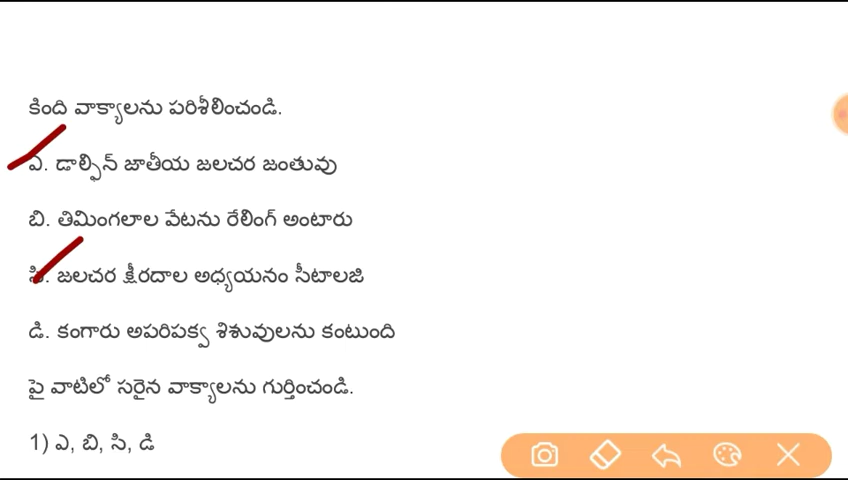 కింది వాక్యాలను పరిశీలించండి.
ఎ. డాల్ఫిన్ జాతీయ జలచర జంతువు
బి. తిమింగలాల వేటను రేలింగ్ అంటారు
సి. జలచర క్షీరదాల అధ్యయనం సీటాలజి
డి. కంగారు అపరిపక్వ శిశువులను కంటుంది
పై వాటిలో సరైన వాక్యాలను గుర్తించండి.
1) ఎ, బి, సి, డి